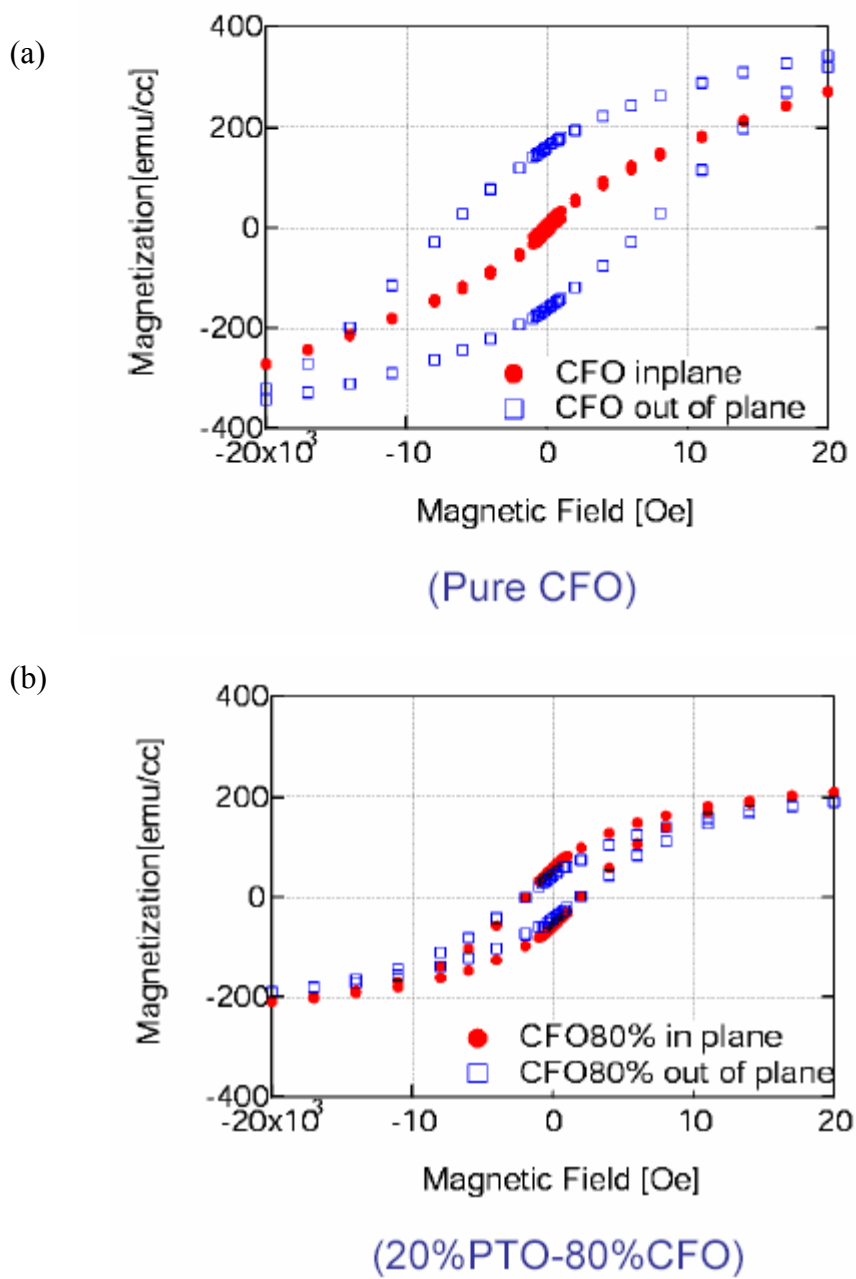 (a)
400
200
0
-200
-400
-20x10³
-10
0
10
20
Magnetization[emu/cc]
CFO inplane
CFO out of plane
Magnetic Field [Oe]
(Pure CFO)
(b)
400
200
0
-200
-400
-20x10³
-10
0
10
20
Magnetization[emu/cc]
CFO80% in plane
CFO80% out of plane
Magnetic Field [Oe]
(20%PTO-80%CFO)